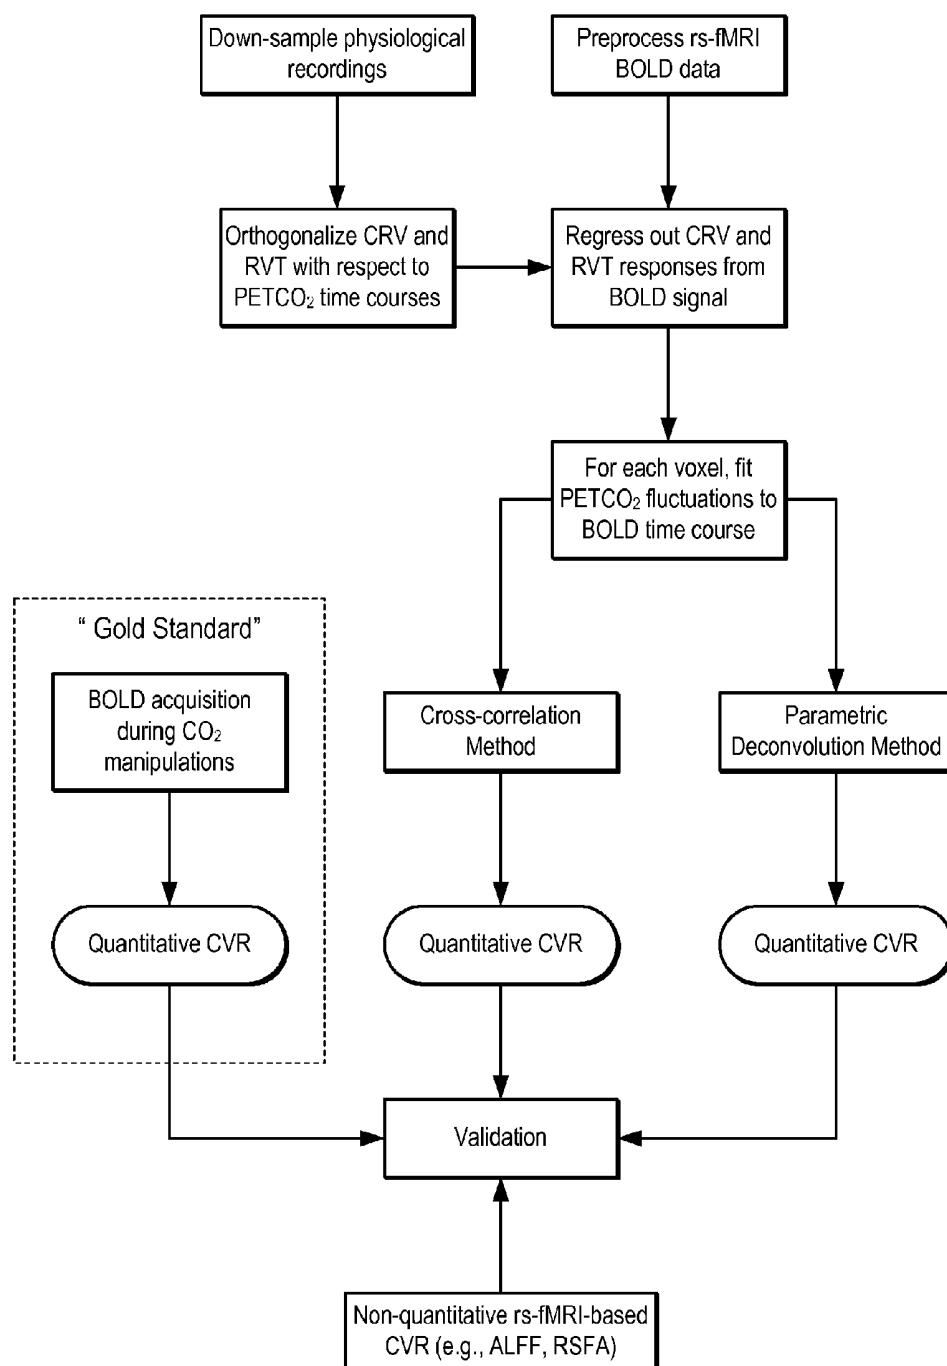 Down-sample physiological
recordings
Preprocess rs-fMRI
BOLD data
Orthogonalize CRV and
RVT with respect to
PETCO₂ time courses
Regress out CRV and
RVT responses from
BOLD signal
For each voxel, fit
PETCO₂ fluctuations to
BOLD time course
“ Gold Standard”
BOLD acquisition
during CO₂
manipulations
Cross-correlation
Method
Parametric
Deconvolution Method
Quantitative CVR
Quantitative CVR
Quantitative CVR
Validation
Non-quantitative rs-fMRI-based
CVR (e.g., ALFF, RSFA)